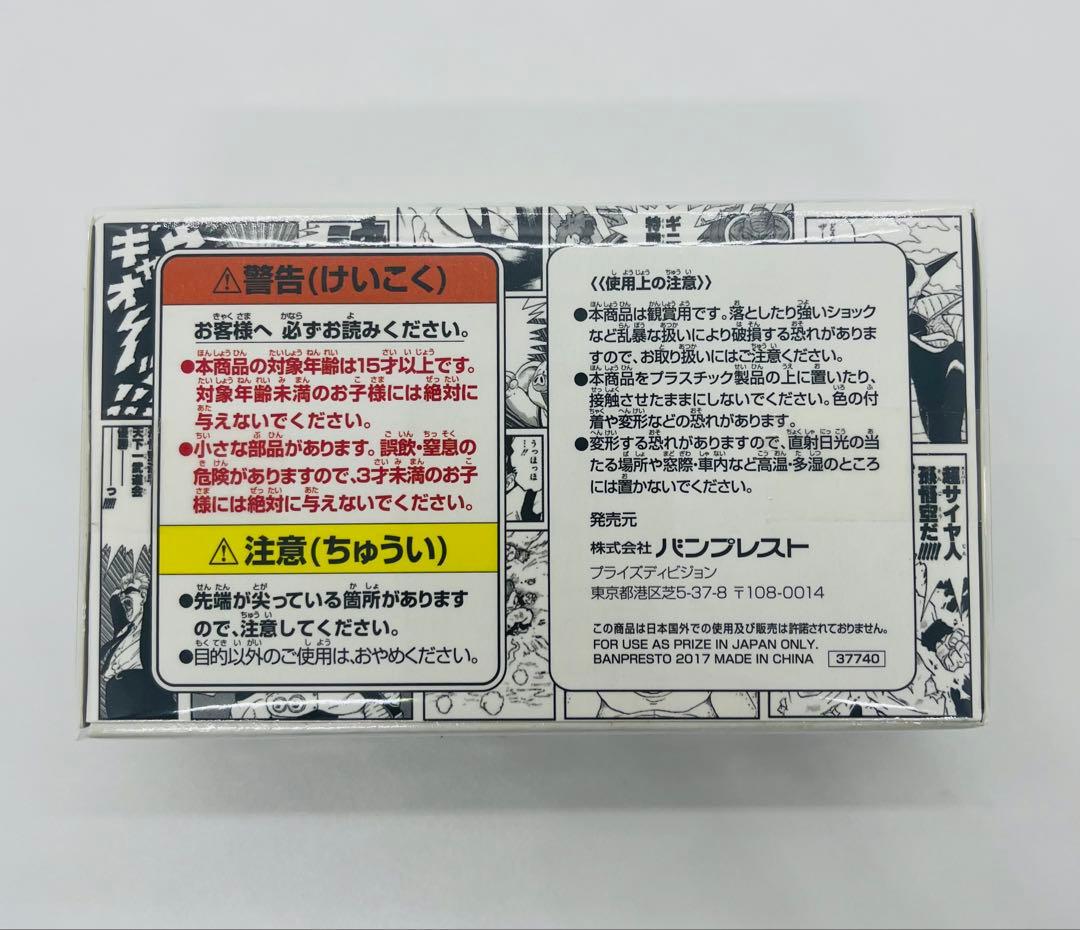 警告(けいこく)
お客様へ 必ずお読みください。
●本商品の対象年齢は15才以上です。
対象年齢未満のお子様には絶対に
与えないでください。
●小さな部品があります。誤飲・窒息の
危険がありますので、3才未満のお子
様には絶対に与えないでください。
注意(ちゅうい)
●先端が尖っている箇所があります
ので、注意してください。
●目的以外のご使用は、おやめください。
《使用上の注意》
●本商品は観賞用です。落としたり強いショック
など乱暴な扱いにより破損する恐れがありま
すので、お取り扱いにはご注意ください。
●本商品をプラスチック製品の上に置いたり、
接触させたままにしないでください。色の付
着や変形などの恐れがあります。
●変形する恐れがありますので、直射日光の当
たる場所や窓際・車内など高温・多湿のところ
には置かないでください。
発売元
株式会社 バンプレスト
プライズディビジョン
東京都港区芝5-37-8 〒108-0014
この商品は日本国外での使用及び販売は許諾されておりません。
FOR USE AS PRIZE IN JAPAN ONLY.
BANPRESTO 2017 MADE IN CHINA 37740
天下一武道会
うっほっほ
超サイヤ人
孫悟空だ!!!!!